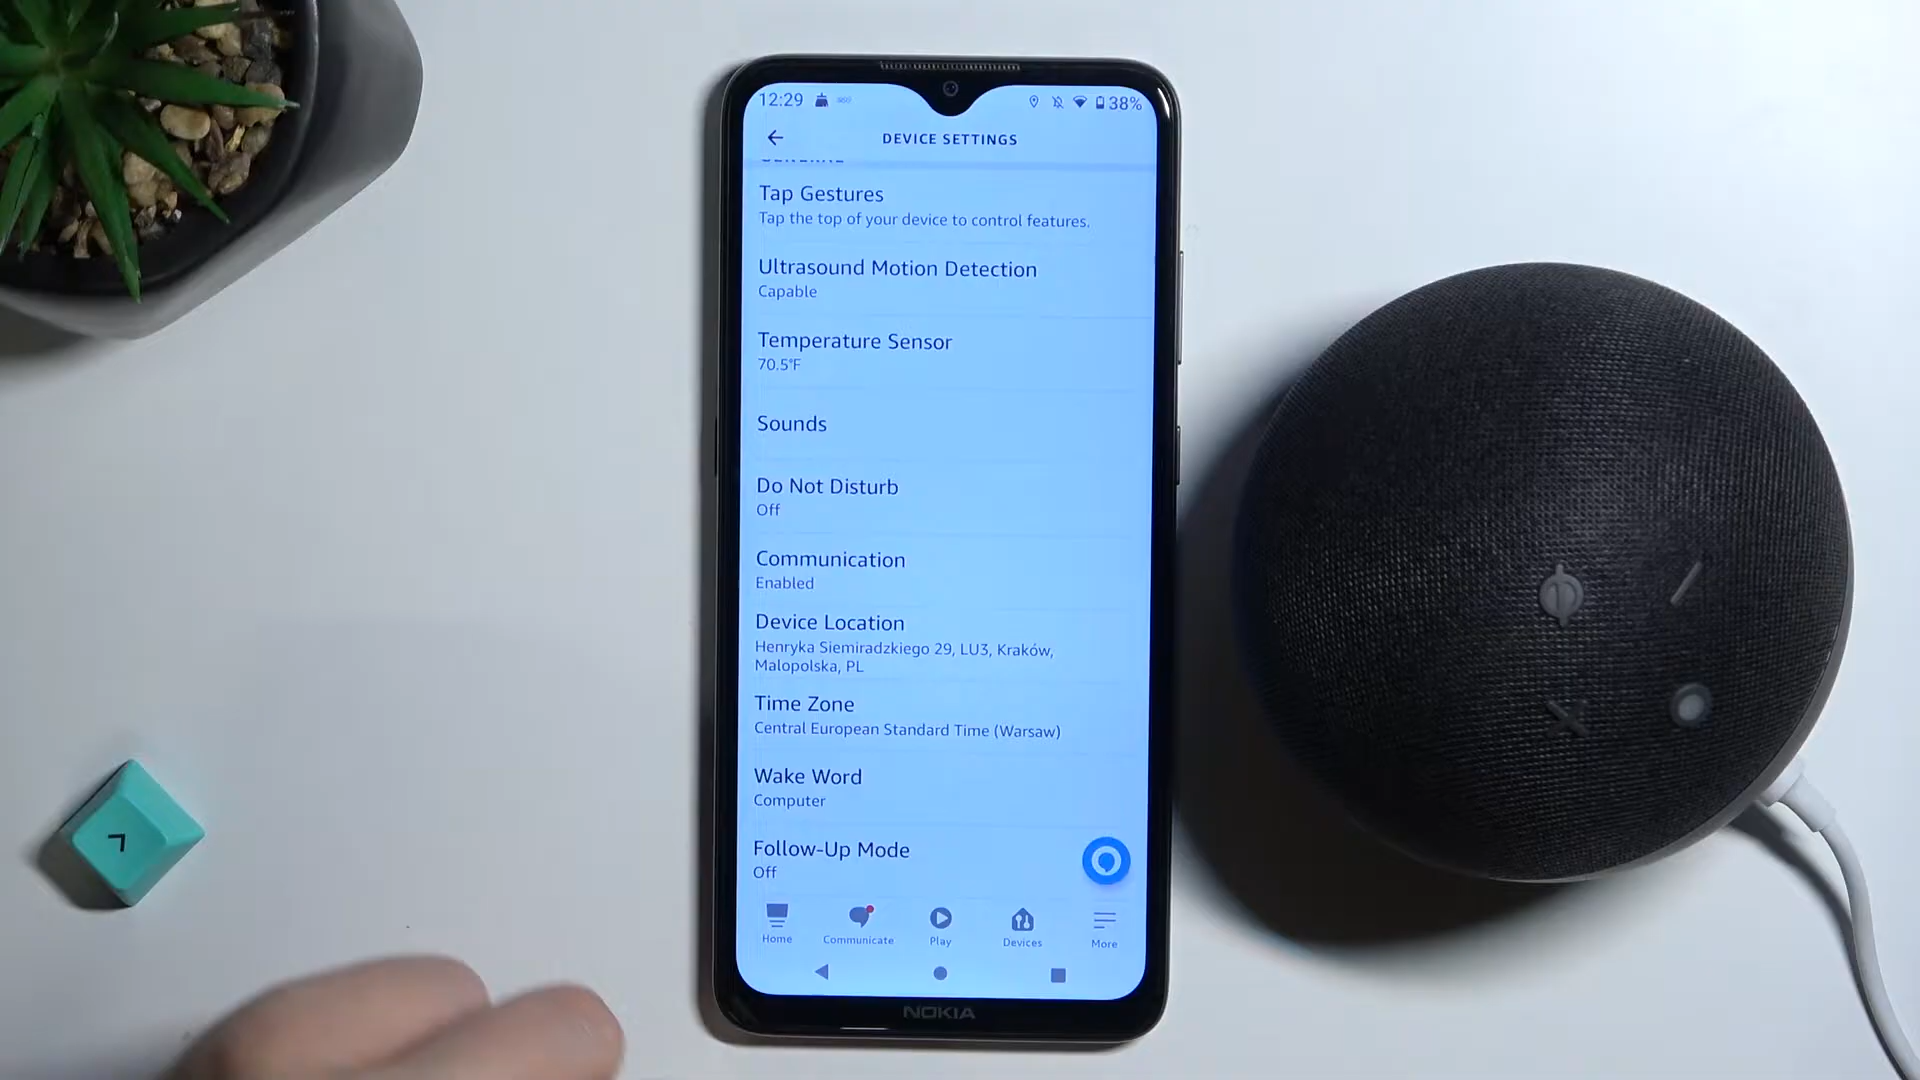 12:29
38%
DEVICE SETTINGS
Tap Gestures
Tap the top of your device to control features.
Ultrasound Motion Detection
Capable
Temperature Sensor
70.5°F
Sounds
Do Not Disturb
Off
Communication
Enabled
Device Location
Henryka Siemiradzkiego 29, LU3, Kraków,
Malopolska, PL
Time Zone
Central European Standard Time (Warsaw)
Wake Word
Computer
Follow-Up Mode
Off
Home
Communicate
Play
Devices
More
NOKIA